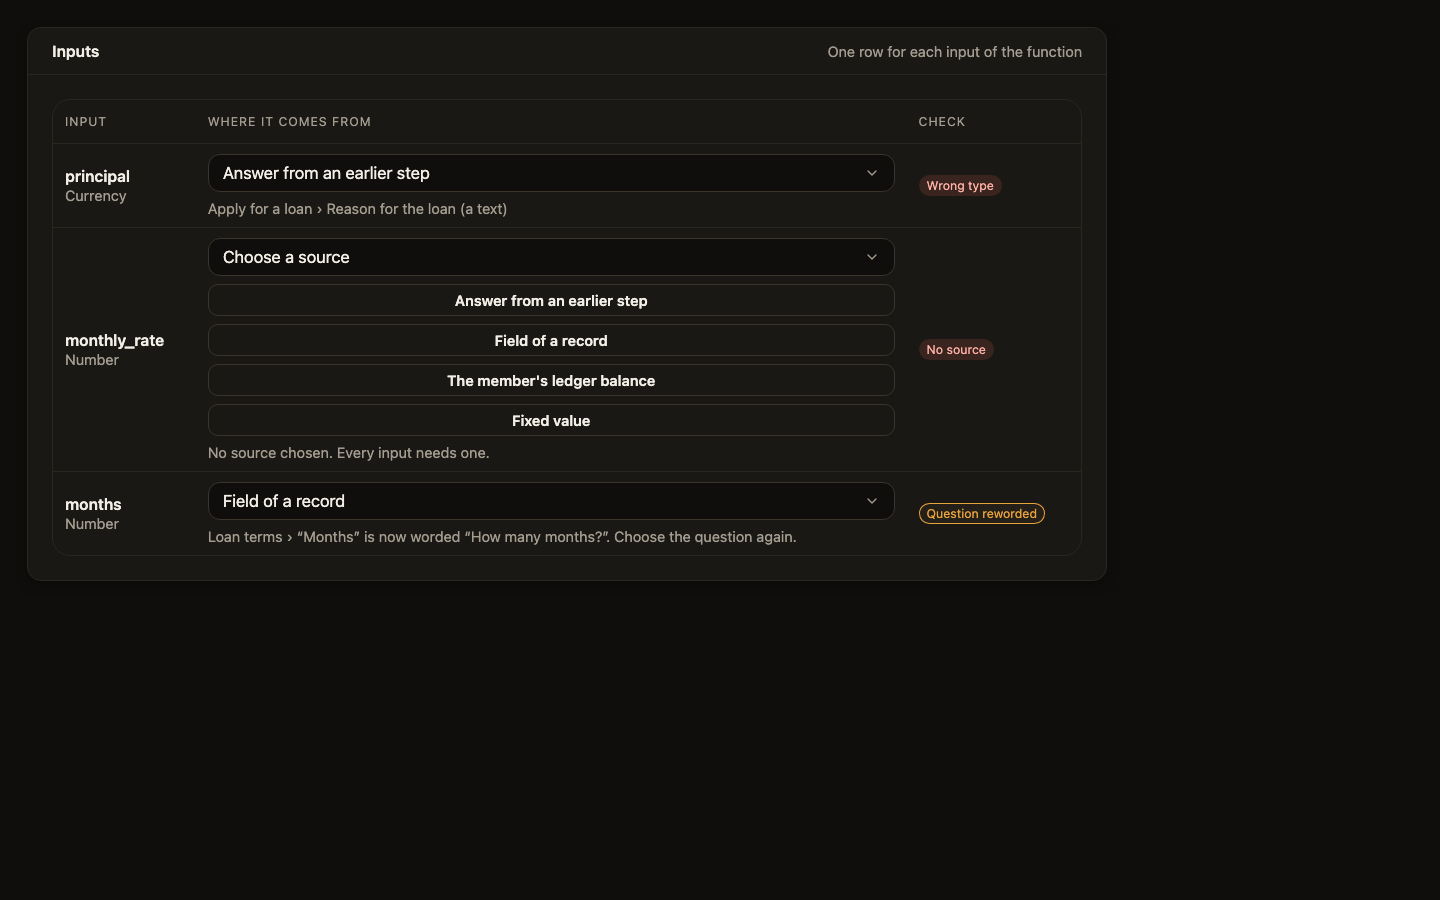 Inputs
One row for each input of the function
INPUT
WHERE IT COMES FROM
CHECK
principal
Currency
Answer from an earlier step
Apply for a loan › Reason for the loan (a text)
Wrong type
monthly_rate
Number
Choose a source
Answer from an earlier step
Field of a record
The member's ledger balance
Fixed value
No source chosen. Every input needs one.
No source
months
Number
Field of a record
Loan terms › “Months” is now worded “How many months?”. Choose the question again.
Question reworded